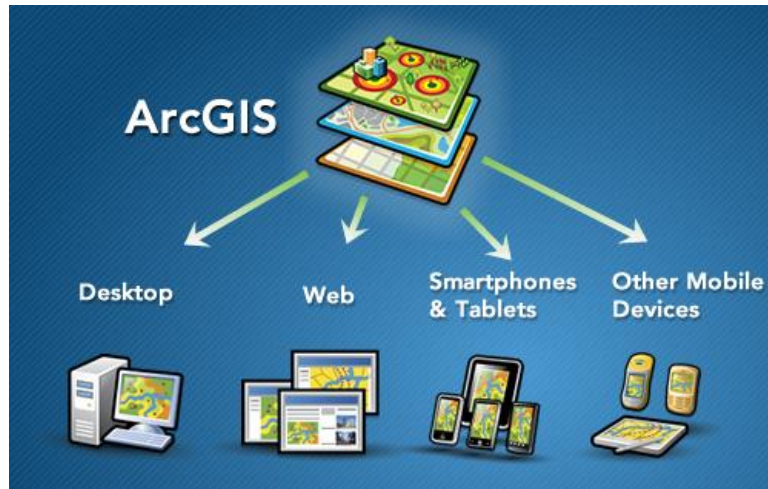 ArcGIS
Desktop
Web
Smartphones
& Tablets
Other Mobile
Devices